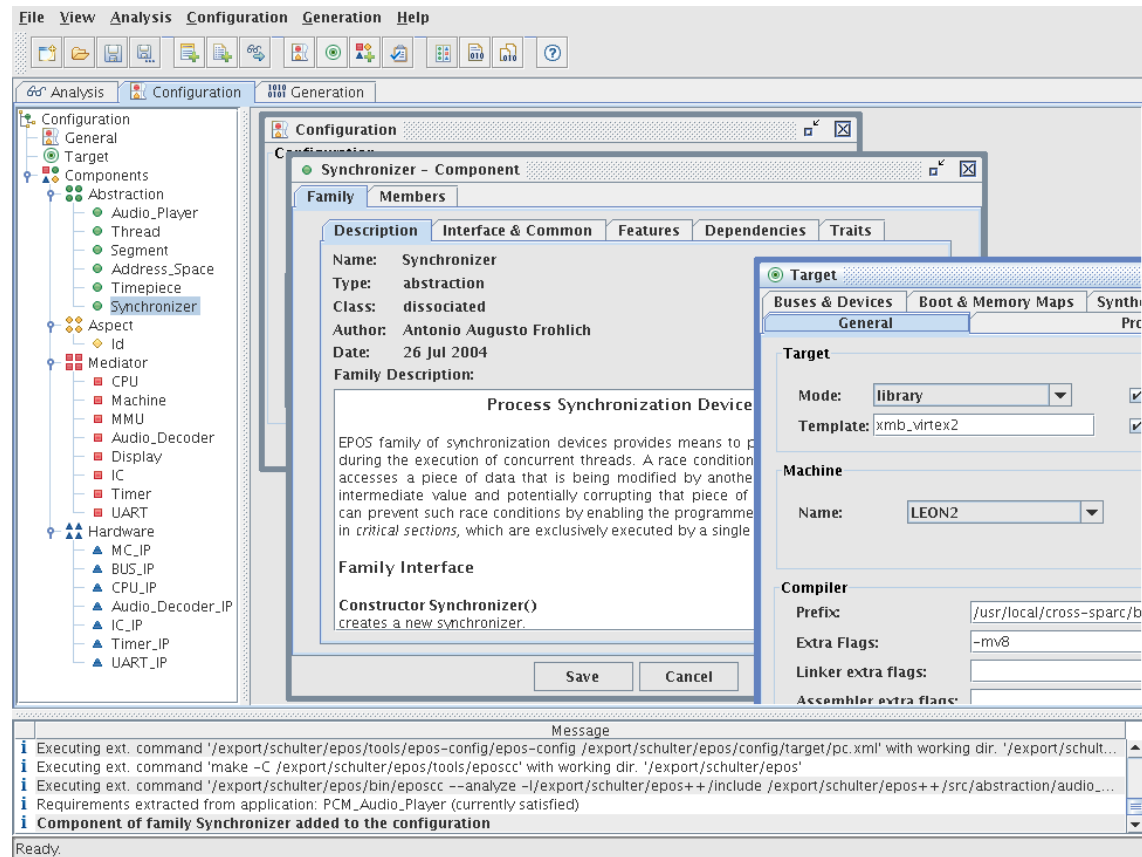 File View Analysis Configuration Generation Help
Analysis Configuration Generation
Configuration
General
Target
Components
Abstraction
Audio_Player
Thread
Segment
Address_Space
Timepiece
Synchronizer
Aspect
Id
Mediator
CPU
Machine
MMU
Audio_Decoder
Display
IC
Timer
UART
Hardware
MC_IP
BUS_IP
CPU_IP
Audio_Decoder_IP
IC_IP
Timer_IP
UART_IP
Configuration
Synchronizer - Component
Family Members
Description Interface & Common Features Dependencies Traits
Name: Synchronizer
Type: abstraction
Class: dissociated
Author: Antonio Augusto Frohlich
Date: 26 Jul 2004
Family Description:
Process Synchronization Device
EPOS family of synchronization devices provides means to p
during the execution of concurrent threads. A race condition
accesses a piece of data that is being modified by anothe
intermediate value and potentially corrupting that piece of
can prevent such race conditions by enabling the programme
in critical sections, which are exclusively executed by a single
Family Interface
Constructor Synchronizer()
creates a new synchronizer.
Save Cancel
Target
Buses & Devices Boot & Memory Maps Synth
General Pro
Target
Mode: library
Template: xmb_virtex2
Machine
Name: LEON2
Compiler
Prefix: /usr/local/cross-sparc/b
Extra Flags: -mv8
Linker extra flags:
Assembler extra flags:
Message
Executing ext. command '/export/schulter/epos/tools/epos-config/epos-config /export/schulter/epos/config/target/pc.xml' with working dir. '/export/schult...
Executing ext. command 'make -C /export/schulter/epos/tools/eposcc' with working dir. '/export/schulter/epos'
Executing ext. command '/export/schulter/epos/bin/eposcc --analyze -I/export/schulter/epos++/include /export/schulter/epos++/src/abstraction/audio_...
Requirements extracted from application: PCM_Audio_Player (currently satisfied)
Component of family Synchronizer added to the configuration
Ready.